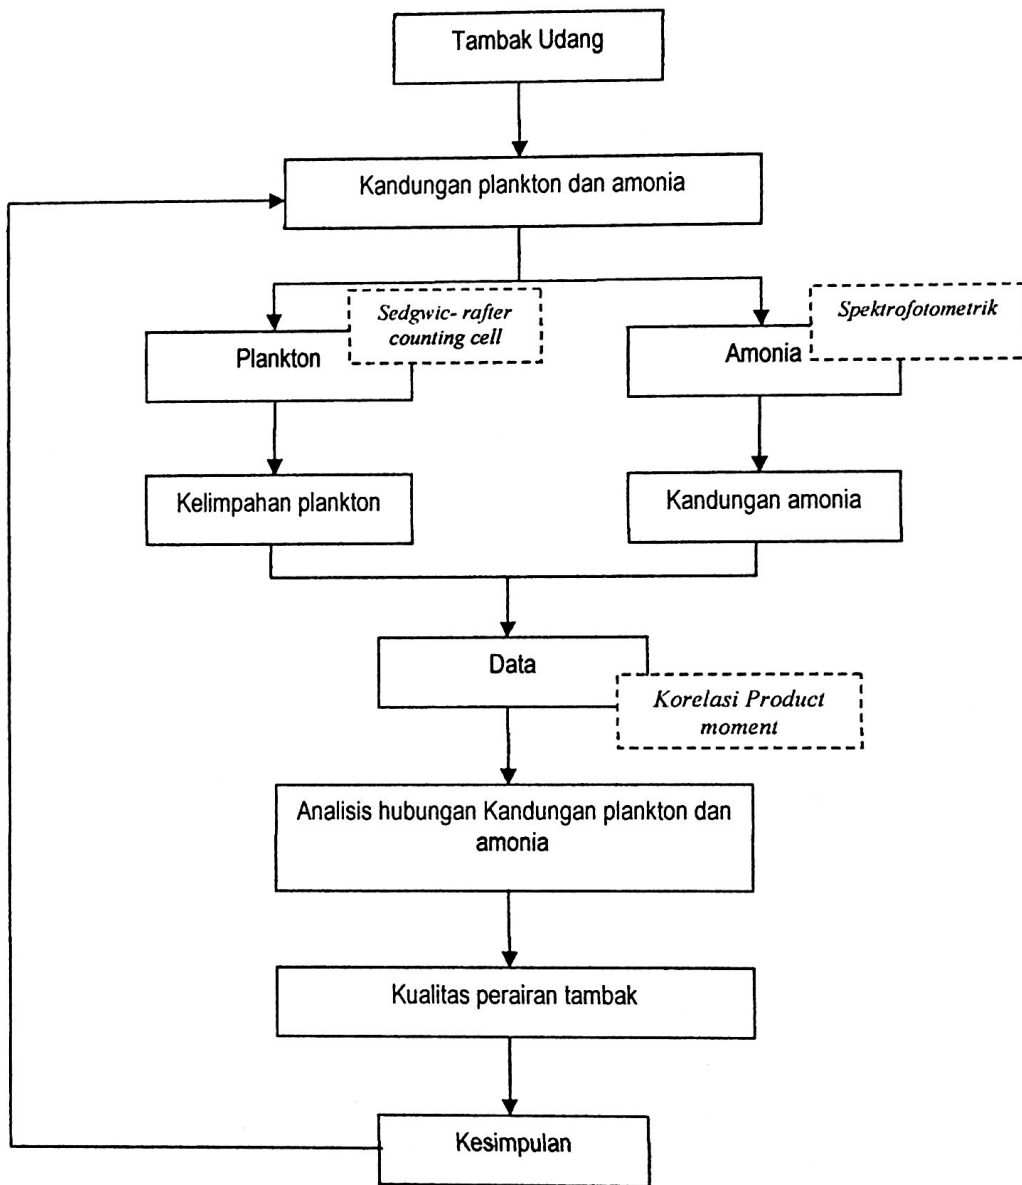 Tambak Udang
Kandungan plankton dan amonia
Sedgwic- rafter
counting cell
Spektrofotometrik
Plankton
Amonia
Kelimpahan plankton
Kandungan amonia
Data
Korelasi Product
moment
Analisis hubungan Kandungan plankton dan
amonia
Kualitas perairan tambak
Kesimpulan